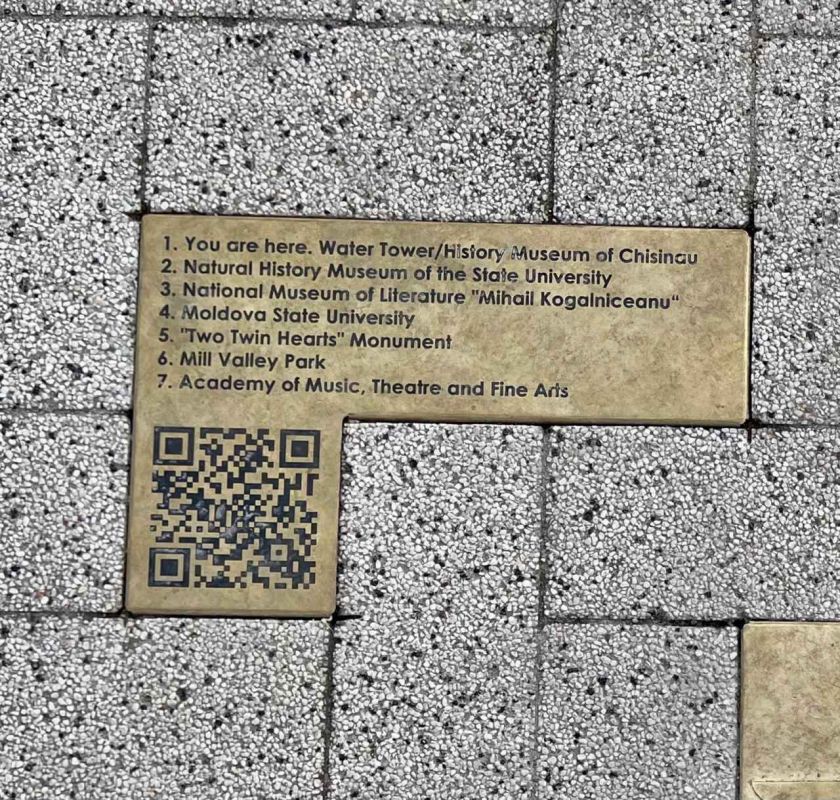 1. You are here. Water Tower/History Museum of Chisinau
2. Natural History Museum of the State University
3. National Museum of Literature "Mihail Kogalniceanu"
4. Moldova State University
5. "Two Twin Hearts" Monument
6. Mill Valley Park
7. Academy of Music, Theatre and Fine Arts